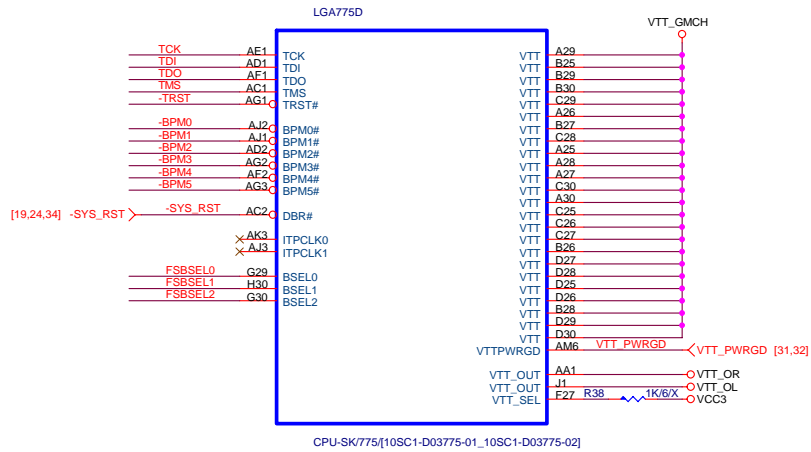 LGA775D
VTT_GMCH
TCK AE1 TCK VTT A29
TDI AD1 TDI VTT B25
TDO AF1 TDO VTT B29
TMS AC1 TMS VTT B30
-TRST AG1 TRST# VTT C29
VTT A26
-BPM0 AJ2 BPM0# VTT B27
-BPM1 AJ1 BPM1# VTT C28
-BPM2 AD2 BPM2# VTT A25
-BPM3 AG2 BPM3# VTT A28
-BPM4 AF2 BPM4# VTT A27
-BPM5 AG3 BPM5# VTT C30
VTT A30
[19,24,34] -SYS_RST -SYS_RST AC2 DBR# VTT C25
VTT C26
AK3 ITPCLK0 VTT C27
AJ3 ITPCLK1 VTT B26
VTT D27
FSBSEL0 G29 BSEL0 VTT D28
FSBSEL1 H30 BSEL1 VTT D25
FSBSEL2 G30 BSEL2 VTT D26
VTT B28
VTT D29
VTT D30
VTTPWRGD AM6 VTT_PWRGD VTT_PWRGD [31,32]
VTT_OUT AA1 VTT_OR
VTT_OUT J1 VTT_OL
VTT_SEL F27 R38 1K/6/X VCC3
CPU-SK/775/[10SC1-D03775-01_10SC1-D03775-02]